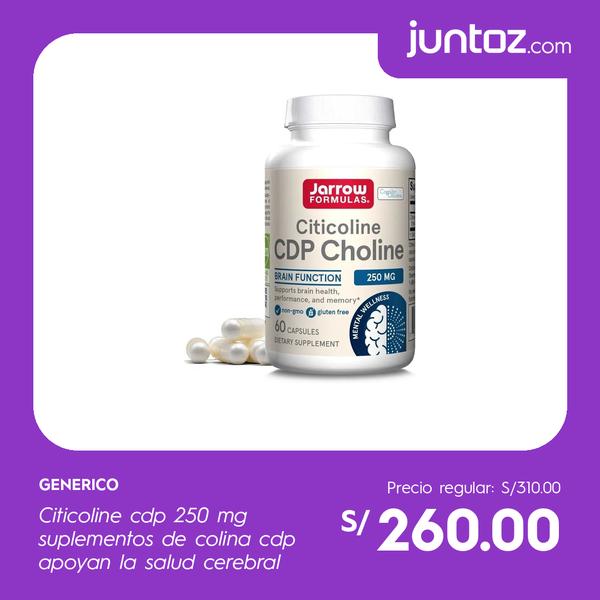 juntoz.com
Jarrow
FORMULAS®
Cognizin
Citicoline
Citicoline
CDP Choline
BRAIN FUNCTION
250 MG
Supports brain health,
performance, and memory*
non-gmo gluten free
60 CAPSULES
DIETARY SUPPLEMENT
MENTAL WELLNESS
GENERICO
Citicoline cdp 250 mg
suplementos de colina cdp
apoyan la salud cerebral
Precio regular: S/310.00
S/ 260.00